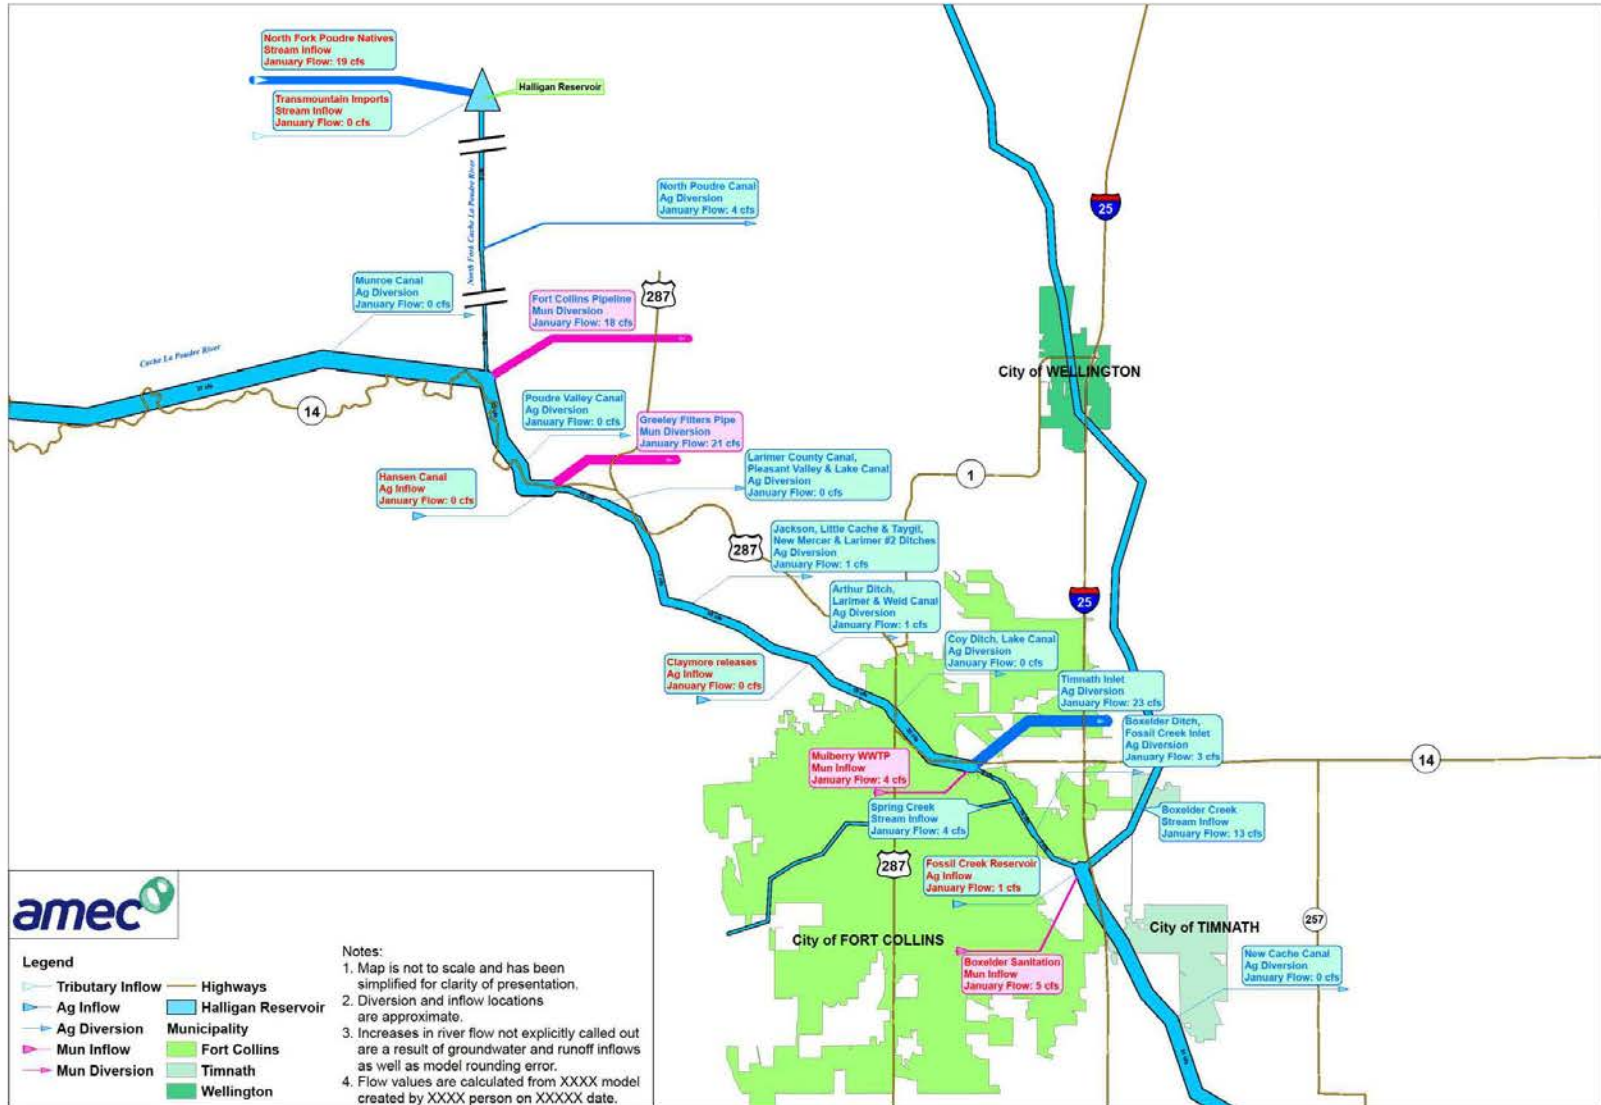 North Fork Poudre Natives
Stream Inflow
January Flow: 19 cfs
Halligan Reservoir
Transmountain Imports
Stream Inflow
January Flow: 0 cfs
North Fork Cache La Poudre River
North Poudre Canal
Ag Diversion
January Flow: 4 cfs
25
Munroe Canal
Ag Diversion
January Flow: 0 cfs
Fort Collins Pipeline
Mun Diversion
January Flow: 18 cfs
287
Cache La Poudre River
City of WELLINGTON
14
Poudre Valley Canal
Ag Diversion
January Flow: 0 cfs
Greeley Filters Pipe
Mun Diversion
January Flow: 21 cfs
Hansen Canal
Ag Inflow
January Flow: 0 cfs
Larimer County Canal,
Pleasant Valley & Lake Canal
Ag Diversion
January Flow: 0 cfs
1
287
Jackson, Little Cache & Taygil,
New Mercer & Larimer #2 Ditches
Ag Diversion
January Flow: 1 cfs
Arthur Ditch,
Larimer & Weld Canal
Ag Diversion
January Flow: 1 cfs
25
Coy Ditch, Lake Canal
Ag Diversion
January Flow: 0 cfs
Claymore releases
Ag Inflow
January Flow: 0 cfs
Timnath Inlet
Ag Diversion
January Flow: 23 cfs
Boxelder Ditch,
Fossil Creek Inlet
Ag Diversion
January Flow: 3 cfs
Mulberry WWTP
Mun Inflow
January Flow: 4 cfs
14
Spring Creek
Stream Inflow
January Flow: 4 cfs
Boxelder Creek
Stream Inflow
January Flow: 13 cfs
287
Fossil Creek Reservoir
Ag Inflow
January Flow: 1 cfs
257
City of FORT COLLINS
City of TIMNATH
Boxelder Sanitation
Mun Inflow
January Flow: 5 cfs
New Cache Canal
Ag Diversion
January Flow: 0 cfs
amec
Legend
Tributary Inflow
Ag Inflow
Ag Diversion
Mun Inflow
Mun Diversion
Highways
Halligan Reservoir
Municipality
Fort Collins
Timnath
Wellington
Notes:
1. Map is not to scale and has been
simplified for clarity of presentation.
2. Diversion and inflow locations
are approximate.
3. Increases in river flow not explicitly called out
are a result of groundwater and runoff inflows
as well as model rounding error.
4. Flow values are calculated from XXXX model
created by XXXX person on XXXXX date.